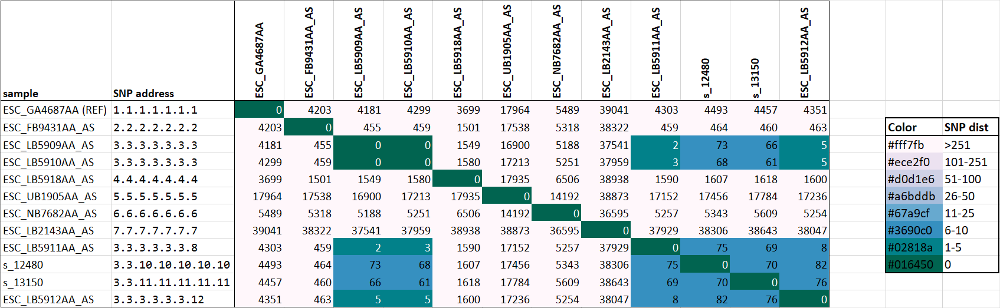 sample SNP address ESC_GA4687AA ESC_FB9431AA_AS ESC_LB5909AA_AS ESC_LB5910AA_AS ESC_LB5918AA_AS ESC_UB1905AA_AS ESC_NB7682AA_AS ESC_LB2143AA_AS ESC_LB5911AA_AS s_12480 s_13150 ESC_LB5912AA_AS
ESC_GA4687AA (REF) 1.1.1.1.1.1.1 0 4203 4181 4299 3699 17964 5489 39041 4303 4493 4457 4351
ESC_FB9431AA_AS 2.2.2.2.2.2.2 4203 0 455 459 1501 17538 5318 38322 459 464 460 463
ESC_LB5909AA_AS 3.3.3.3.3.3.3 4181 455 0 0 1549 16900 5188 37541 2 73 66 5
ESC_LB5910AA_AS 3.3.3.3.3.3.3 4299 459 0 0 1580 17213 5251 37959 3 68 61 5
ESC_LB5918AA_AS 4.4.4.4.4.4.4 3699 1501 1549 1580 0 17935 6506 38938 1590 1607 1618 1600
ESC_UB1905AA_AS 5.5.5.5.5.5.5 17964 17538 16900 17213 17935 0 14192 38873 17152 17456 17784 17236
ESC_NB7682AA_AS 6.6.6.6.6.6.6 5489 5318 5188 5251 6506 14192 0 36595 5257 5343 5609 5254
ESC_LB2143AA_AS 7.7.7.7.7.7.7 39041 38322 37541 37959 38938 38873 36595 0 37929 38306 38643 38047
ESC_LB5911AA_AS 3.3.3.3.3.3.8 4303 459 2 3 1590 17152 5257 37929 0 75 69 8
s_12480 3.3.10.10.10.10.10 4493 464 73 68 1607 17456 5343 38306 75 0 70 82
s_13150 3.3.11.11.11.11.11 4457 460 66 61 1618 17784 5609 38643 69 70 0 76
ESC_LB5912AA_AS 3.3.3.3.3.3.12 4351 463 5 5 1600 17236 5254 38047 8 82 76 0
Color SNP dist
#fff7fb >251
#ece2f0 101-251
#d0d1e6 51-100
#a6bddb 26-50
#67a9cf 11-25
#3690c0 6-10
#02818a 1-5
#016450 0